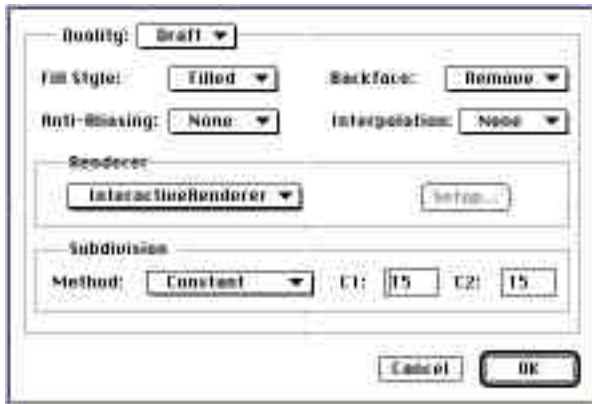 Quality: Draft
Fill Style: Filled Backface: Remove
Anti-Aliasing: None Interpolation: None
Renderer
InteractiveRenderer Setup...
Subdivision
Method: Constant C1: 15 C2: 15
Cancel OK